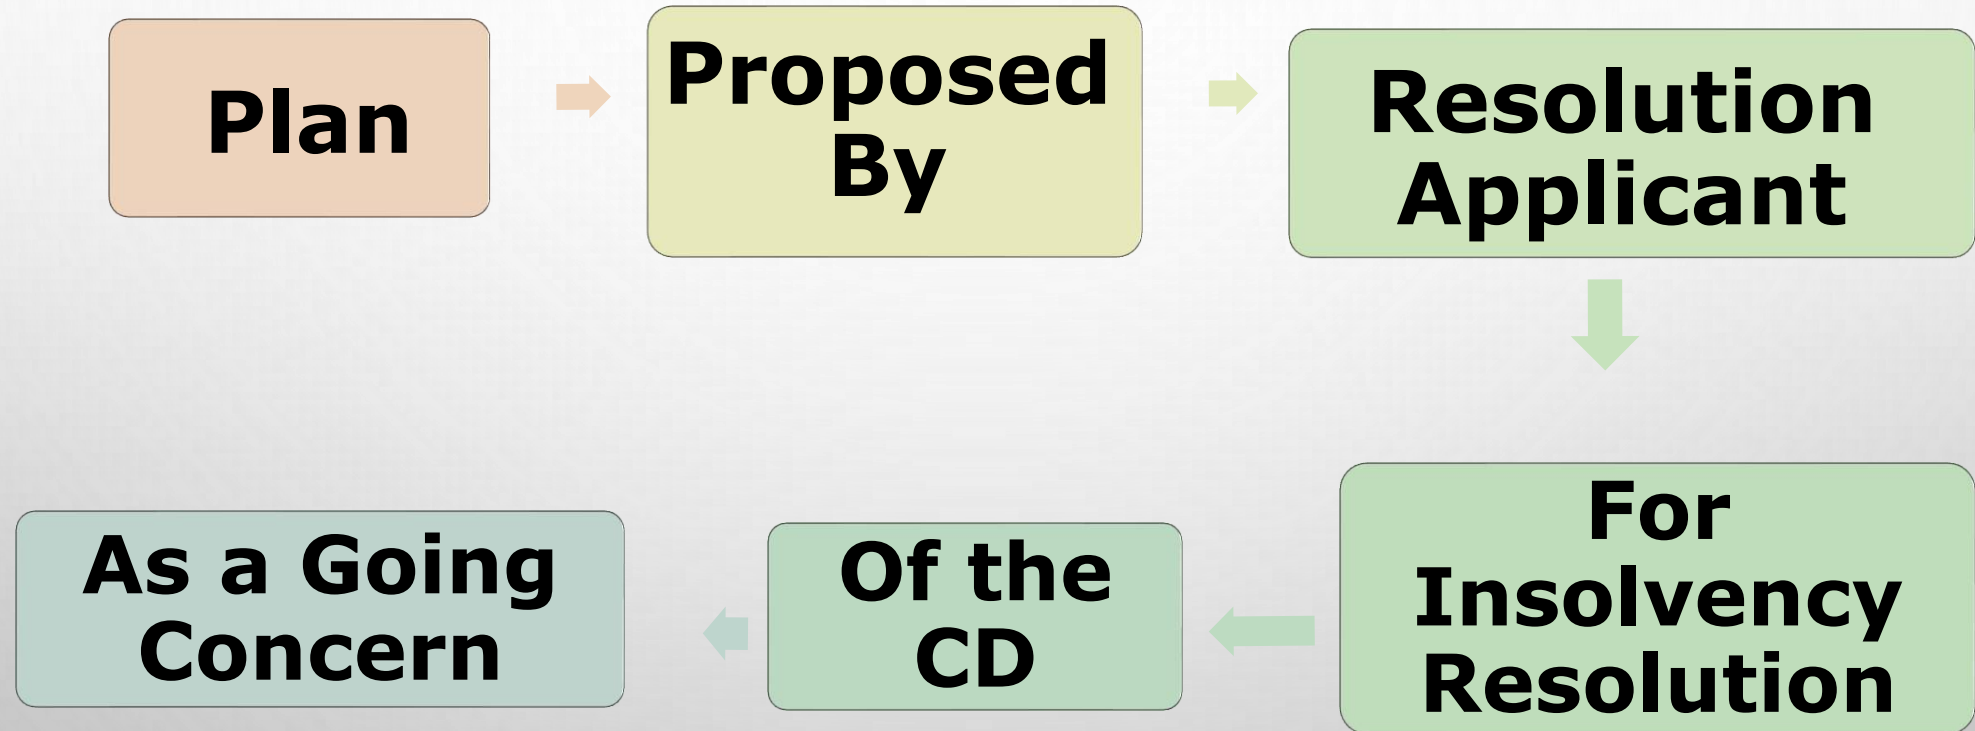 Plan
Proposed
By
Resolution
Applicant
For
Insolvency
Resolution
Of the
CD
As a Going
Concern